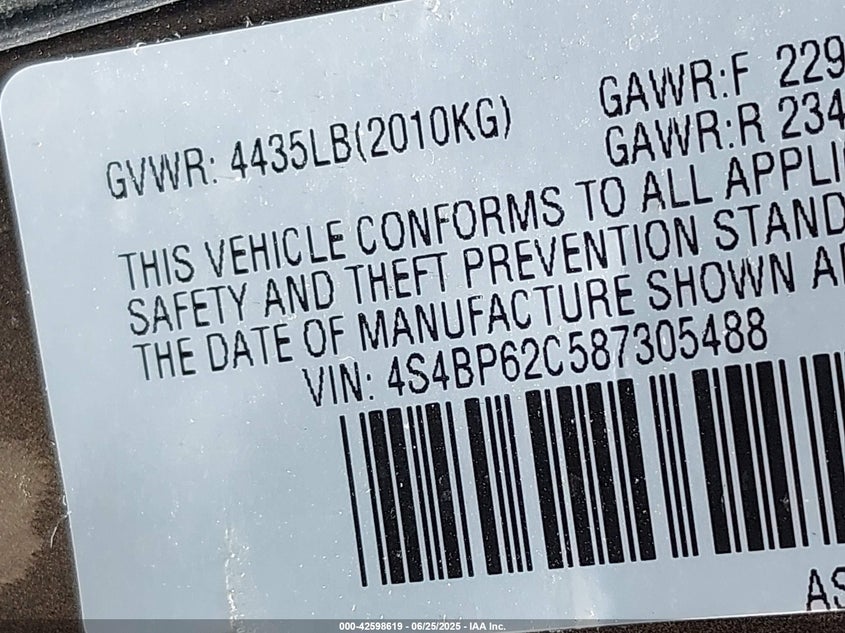 GVWR: 4435LB(2010KG)
GAWR:F 229
GAWR:R 234
THIS VEHICLE CONFORMS TO ALL APPLI
SAFETY AND THEFT PREVENTION STAND
THE DATE OF MANUFACTURE SHOWN A
VIN: 4S4BP62C587305488
AS
000-42598619 - 06/25/2025 - IAA Inc.